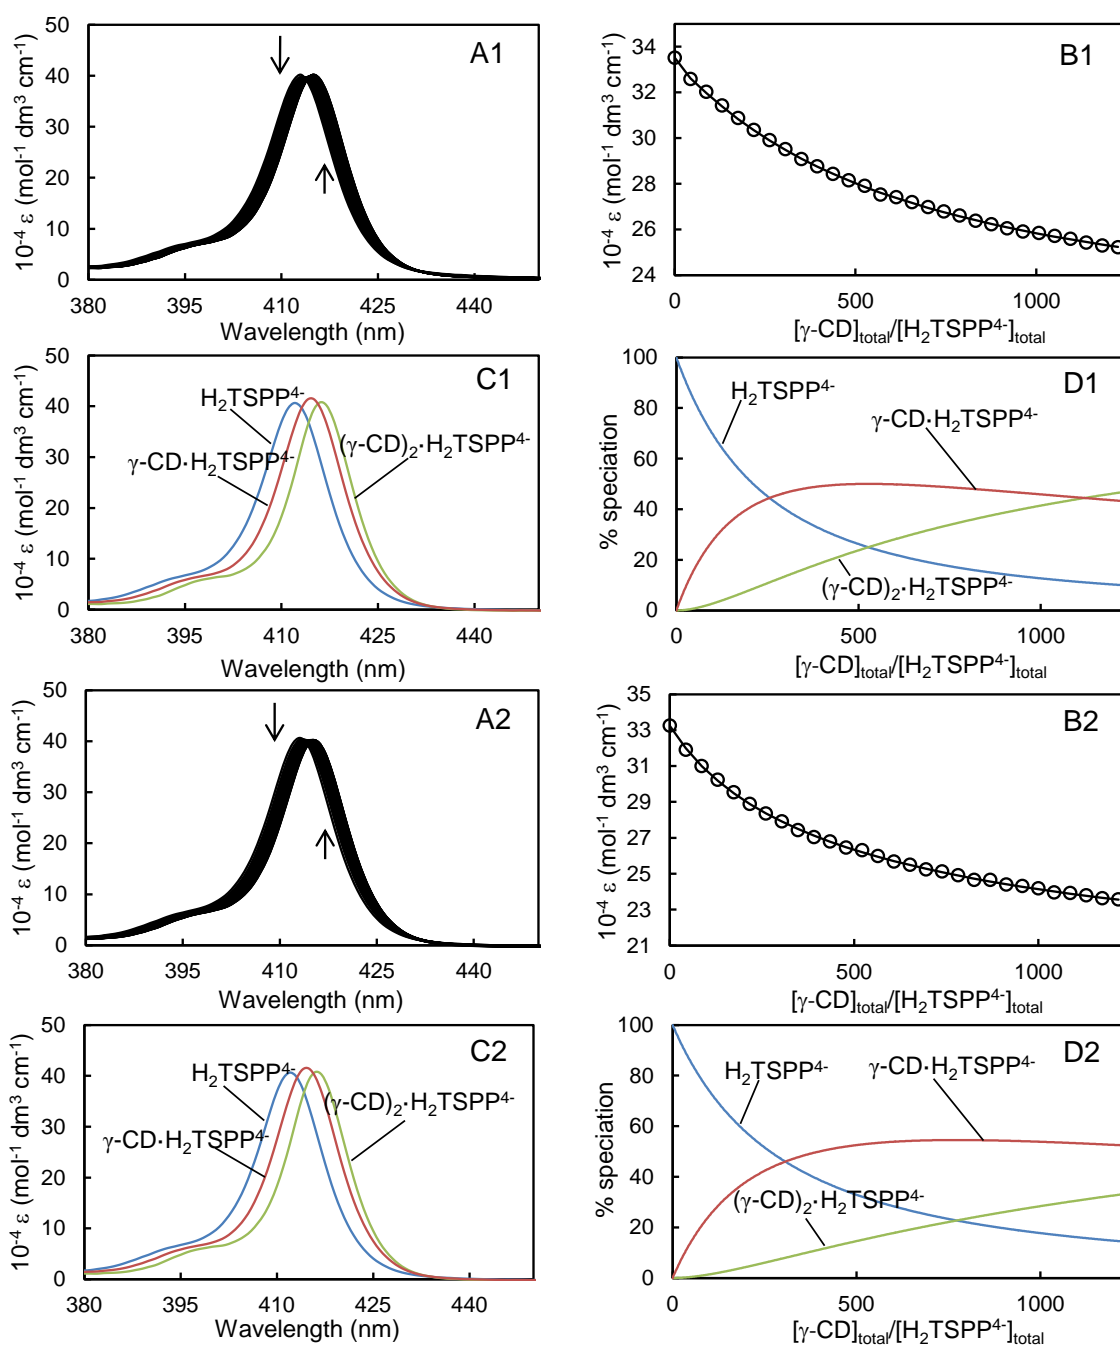 A1
10⁻⁴ ε (mol⁻¹ dm³ cm⁻¹)
50
40
30
20
10
0
380
395
410
425
440
Wavelength (nm)
B1
10⁻⁴ ε (mol⁻¹ dm³ cm⁻¹)
34
32
30
28
26
24
0
500
1000
[γ-CD]total/[H₂TSPP⁴⁻]total
C1
10⁻⁴ ε (mol⁻¹ dm³ cm⁻¹)
50
40
30
20
10
0
H₂TSPP⁴⁻
γ-CD·H₂TSPP⁴⁻
(γ-CD)₂·H₂TSPP⁴⁻
380
395
410
425
440
Wavelength (nm)
D1
% speciation
100
80
60
40
20
0
H₂TSPP⁴⁻
γ-CD·H₂TSPP⁴⁻
(γ-CD)₂·H₂TSPP⁴⁻
0
500
1000
[γ-CD]total/[H₂TSPP⁴⁻]total
A2
10⁻⁴ ε (mol⁻¹ dm³ cm⁻¹)
50
40
30
20
10
0
380
395
410
425
440
Wavelength (nm)
B2
10⁻⁴ ε (mol⁻¹ dm³ cm⁻¹)
35
33
31
29
27
25
23
21
0
500
1000
[γ-CD]total/[H₂TSPP⁴⁻]total
C2
10⁻⁴ ε (mol⁻¹ dm³ cm⁻¹)
50
40
30
20
10
0
H₂TSPP⁴⁻
(γ-CD)₂·H₂TSPP⁴⁻
γ-CD·H₂TSPP⁴⁻
380
395
410
425
440
Wavelength (nm)
D2
% speciation
100
80
60
40
20
0
H₂TSPP⁴⁻
γ-CD·H₂TSPP⁴⁻
(γ-CD)₂·H₂TSPP⁴⁻
0
500
1000
[γ-CD]total/[H₂TSPP⁴⁻]total